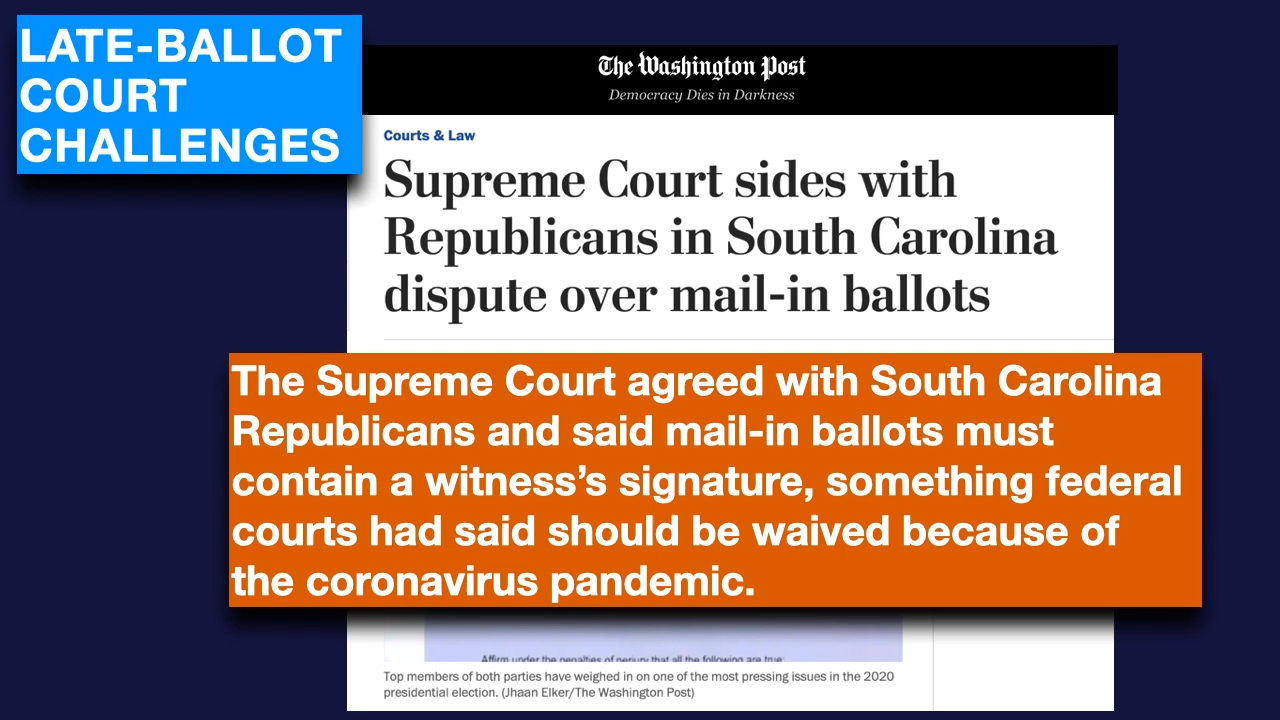 LATE-BALLOT
COURT
CHALLENGES
The Washington Post
Democracy Dies in Darkness
Courts & Law
Supreme Court sides with
Republicans in South Carolina
dispute over mail-in ballots
The Supreme Court agreed with South Carolina
Republicans and said mail-in ballots must
contain a witness’s signature, something federal
courts had said should be waived because of
the coronavirus pandemic.
Affirm under the penalties of perjury that all the following are true:
Top members of both parties have weighed in on one of the most pressing issues in the 2020
presidential election. (Jhaan Elker/The Washington Post)